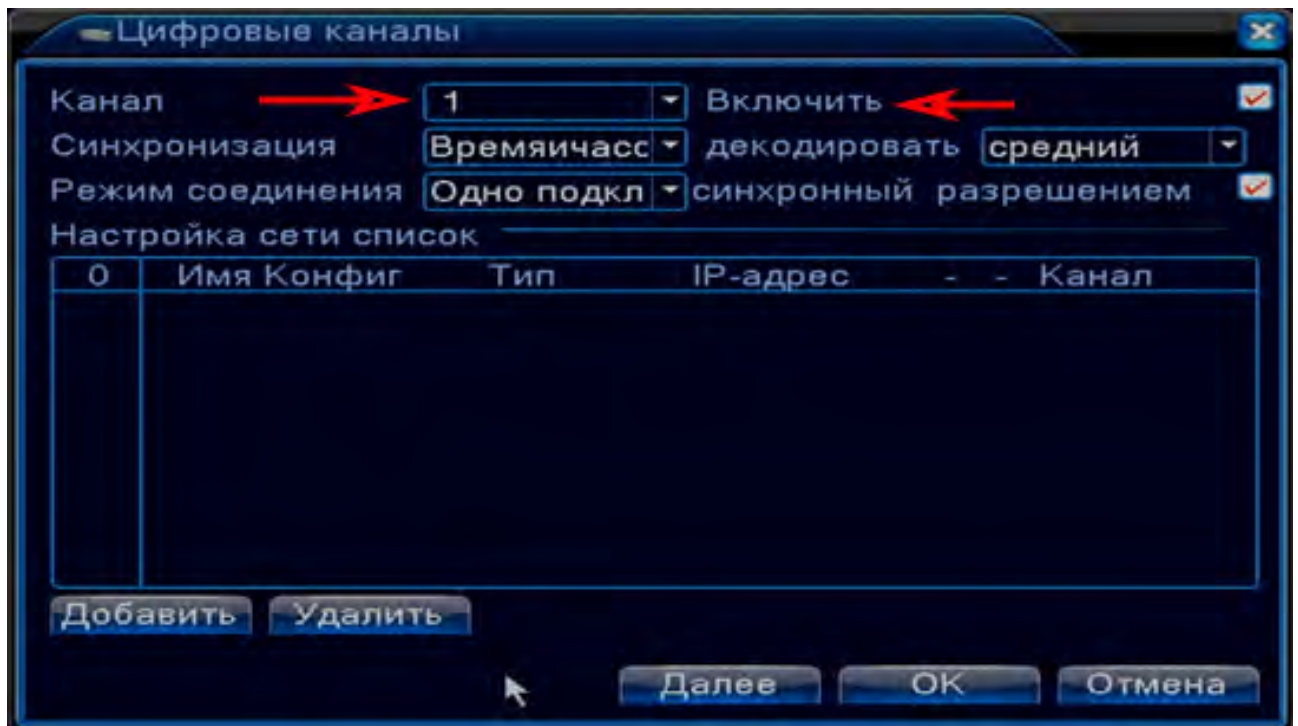 Цифровые каналы
Канал 1 Включить
Синхронизация Времяичасс декодировать средний
Режим соединения Одно подкл синхронный разрешением
Настройка сети список
0 Имя Конфиг Тип IP-адрес - - Канал
Добавить Удалить
Далее OK Отмена